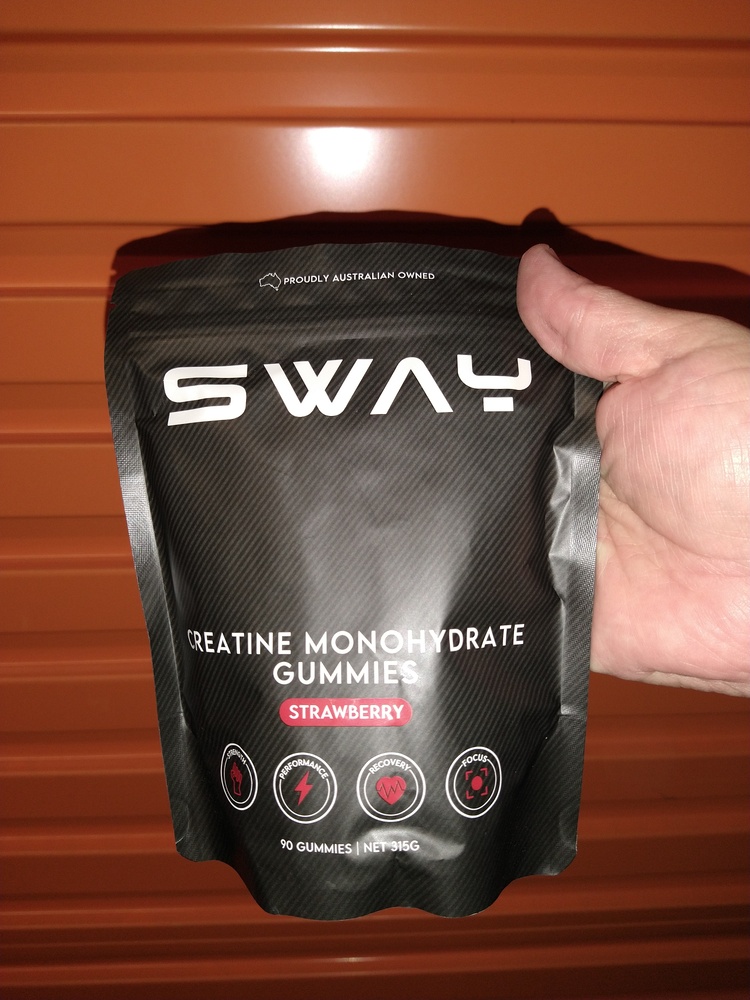 PROUDLY AUSTRALIAN OWNED
SWAY
CREATINE MONOHYDRATE
GUMMIES
STRAWBERRY
STRENGTH
PERFORMANCE
RECOVERY
FOCUS
90 GUMMIES | NET 315G